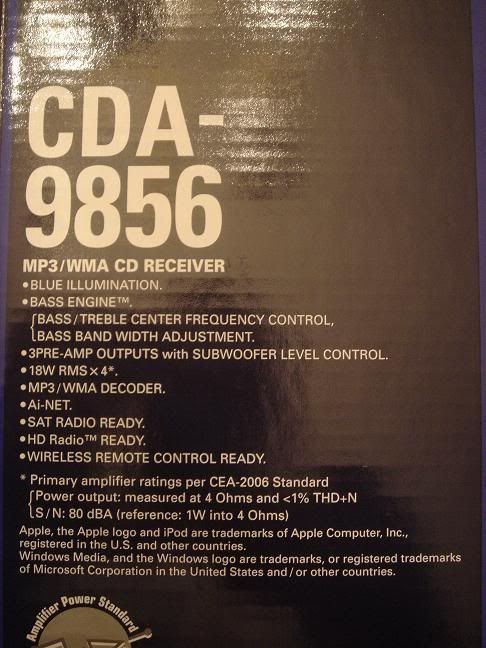 CDA-
9856
MP3/WMA CD RECEIVER
•BLUE ILLUMINATION.
•BASS ENGINE™.
BASS/TREBLE CENTER FREQUENCY CONTROL,
BASS BAND WIDTH ADJUSTMENT.
•3PRE-AMP OUTPUTS with SUBWOOFER LEVEL CONTROL.
•18W RMS×4*.
•MP3/WMA DECODER.
•Ai-NET.
•SAT RADIO READY.
•HD Radio™ READY.
•WIRELESS REMOTE CONTROL READY.
* Primary amplifier ratings per CEA-2006 Standard
Power output: measured at 4 Ohms and <1% THD+N
S/N: 80 dBA (reference: 1W into 4 Ohms)
Apple, the Apple logo and iPod are trademarks of Apple Computer, Inc.,
registered in the U.S. and other countries.
Windows Media, and the Windows logo are trademarks, or registered trademarks
of Microsoft Corporation in the United States and/or other countries.
Amplifier Power Standard